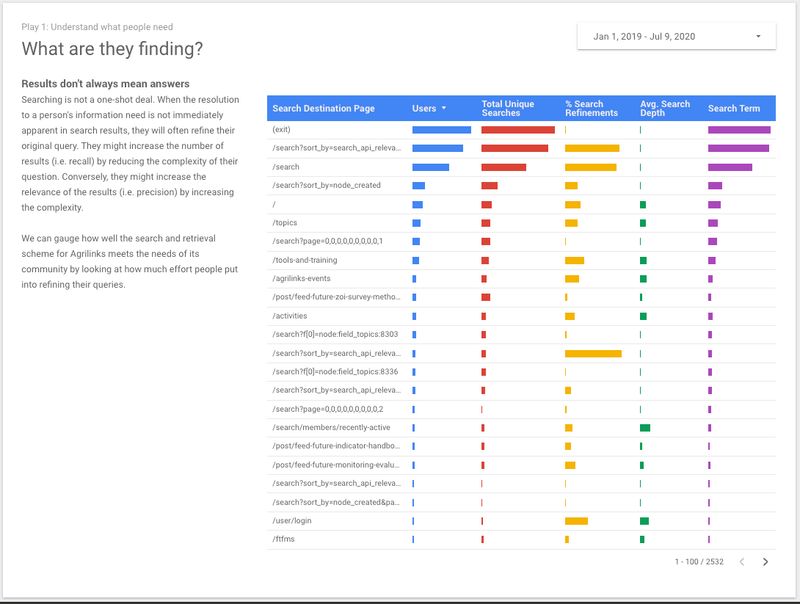 Play 1: Understand what people need
What are they finding?
Jan 1, 2019 - Jul 9, 2020
Results don't always mean answers
Searching is not a one-shot deal. When the resolution
to a person's information need is not immediately
apparent in search results, they will often refine their
original query. They might increase the number of
results (i.e. recall) by reducing the complexity of their
question. Conversely, they might increase the
relevance of the results (i.e. precision) by increasing
the complexity.
We can gauge how well the search and retrieval
scheme for Agrilinks meets the needs of its
community by looking at how much effort people put
into refining their queries.
Search Destination Page Users Total Unique Searches % Search Refinements Avg. Search Depth Search Term
(exit)
/search?sort_by=search_api_releva...
/search
/search?sort_by=node_created
/
/topics
/search?page=0,0,0,0,0,0,0,0,0,1
/tools-and-training
/agrilinks-events
/post/feed-future-zoi-survey-metho...
/activities
/search?f[0]=node:field_topics:8303
/search?sort_by=search_api_releva...
/search?f[0]=node:field_topics:8336
/search?sort_by=search_api_releva...
/search?page=0,0,0,0,0,0,0,0,0,2
/search/members/recently-active
/post/feed-future-indicator-handbo...
/post/feed-future-monitoring-evalu...
/search?sort_by=search_api_releva...
/search?sort_by=node_created&pa...
/user/login
/ftfms
1 - 100 / 2532